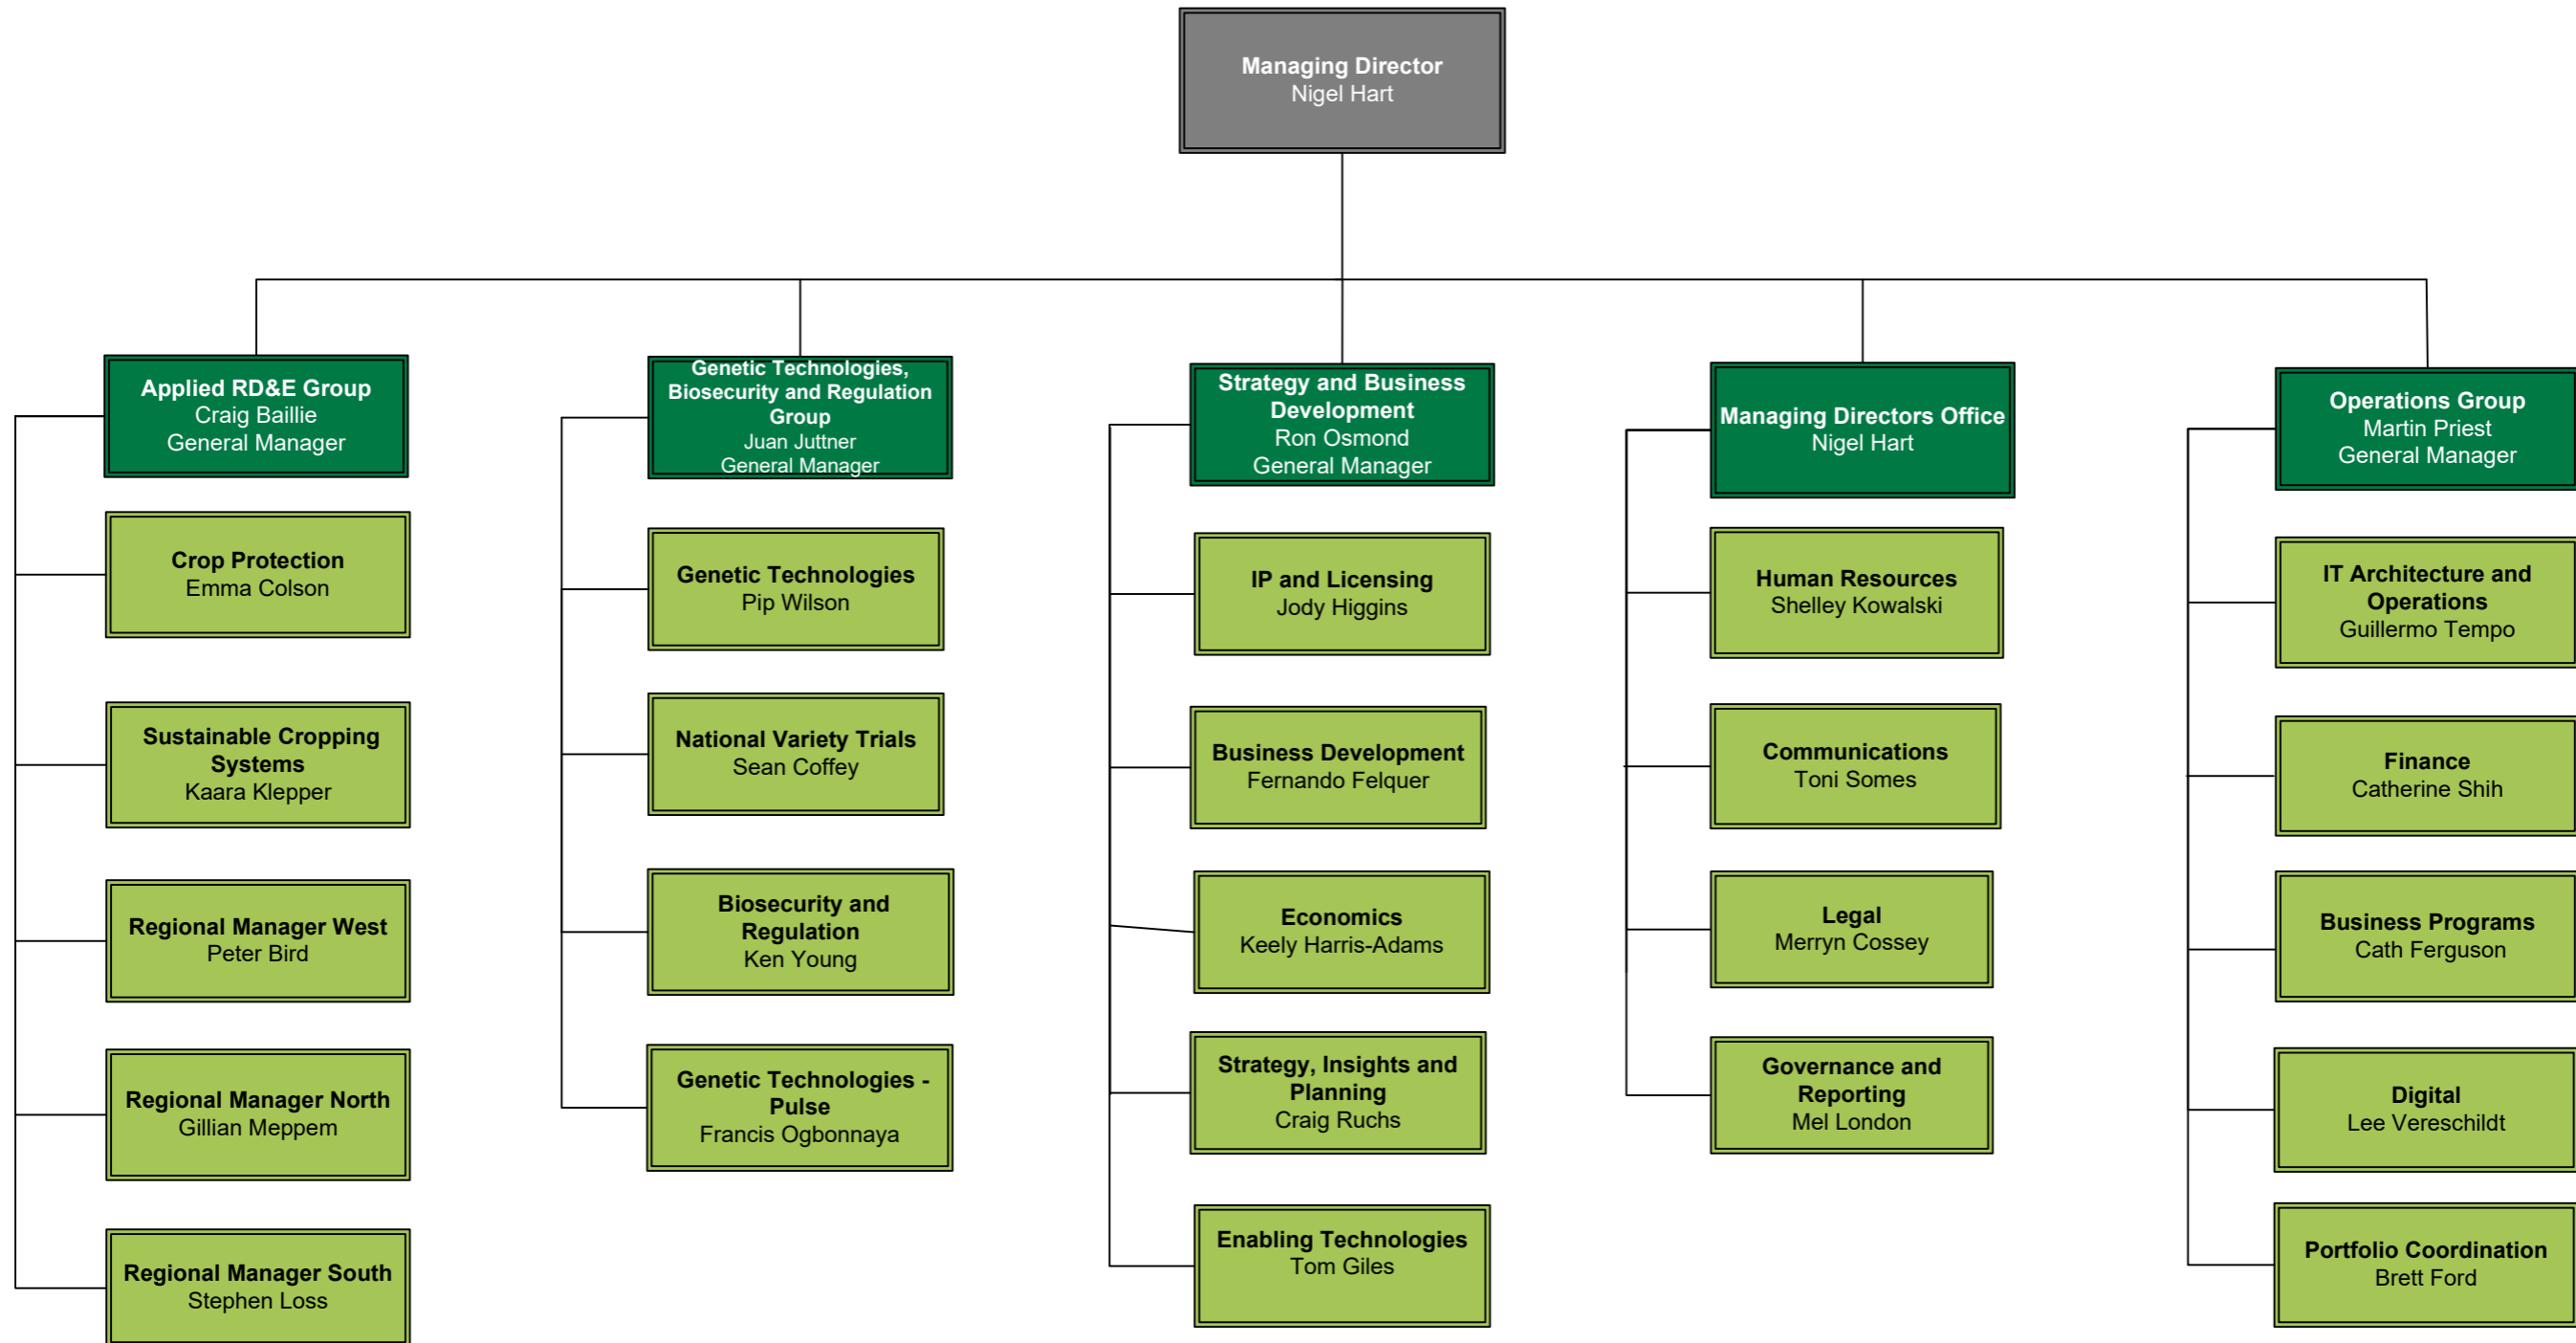 Managing Director
Nigel Hart
Applied RD&E Group
Craig Baillie
General Manager
Crop Protection
Emma Colson
Sustainable Cropping
Systems
Kaara Klepper
Regional Manager West
Peter Bird
Regional Manager North
Gillian Meppem
Regional Manager South
Stephen Loss
Genetic Technologies,
Biosecurity and Regulation
Group
Juan Juttner
General Manager
Genetic Technologies
Pip Wilson
National Variety Trials
Sean Coffey
Biosecurity and
Regulation
Ken Young
Genetic Technologies -
Pulse
Francis Ogbonnaya
Strategy and Business
Development
Ron Osmond
General Manager
IP and Licensing
Jody Higgins
Business Development
Fernando Felquer
Economics
Keely Harris-Adams
Strategy, Insights and
Planning
Craig Ruchs
Enabling Technologies
Tom Giles
Managing Directors Office
Nigel Hart
Human Resources
Shelley Kowalski
Communications
Toni Somes
Legal
Merryn Cossey
Governance and
Reporting
Mel London
Operations Group
Martin Priest
General Manager
IT Architecture and
Operations
Guillermo Tempo
Finance
Catherine Shih
Business Programs
Cath Ferguson
Digital
Lee Vereschildt
Portfolio Coordination
Brett Ford